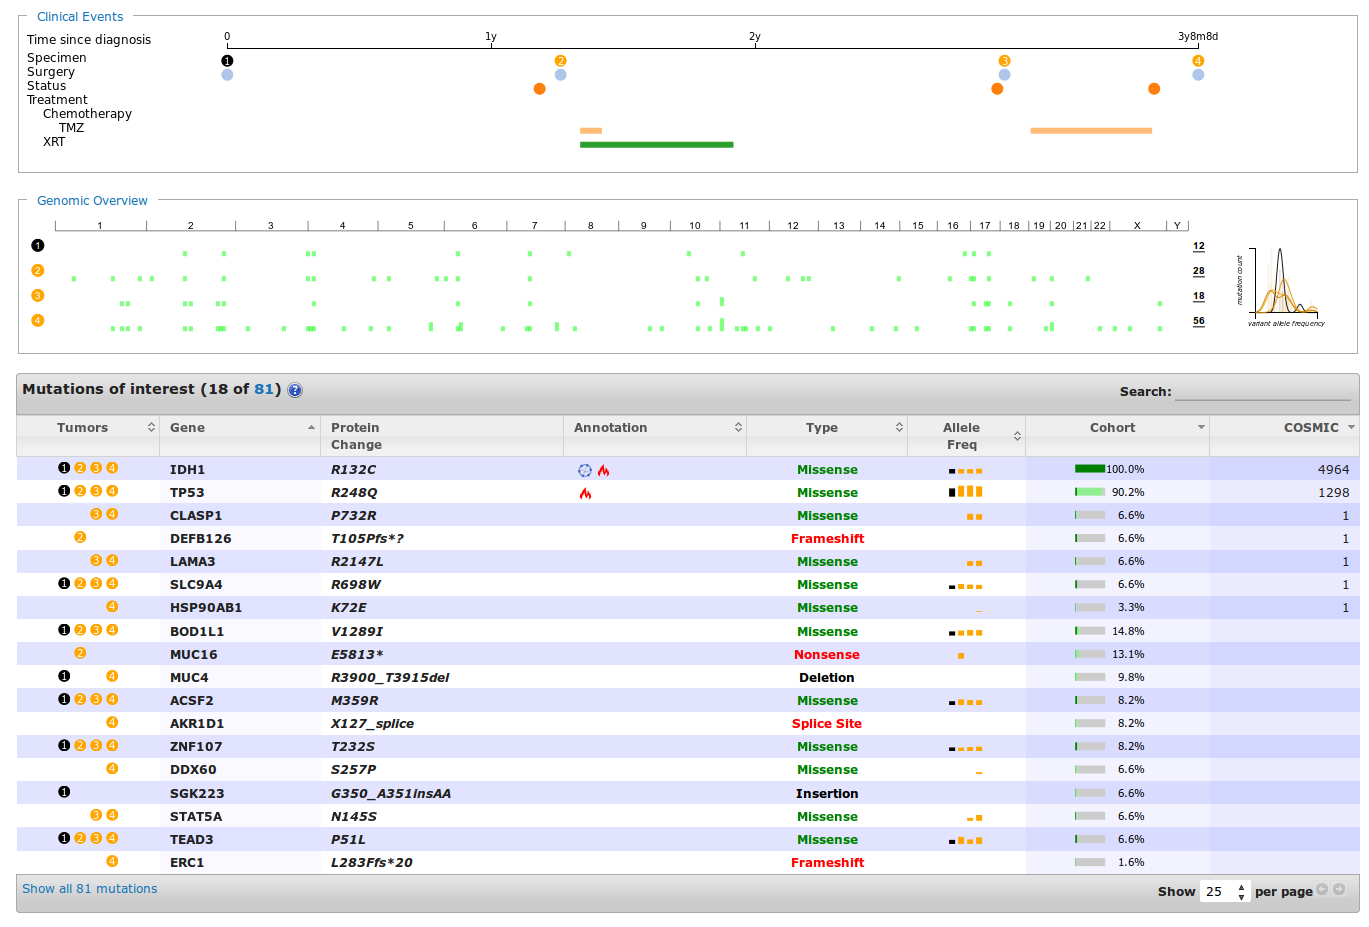 Clinical Events
Time since diagnosis 0 1y 2y 3y8m8d
Specimen 1 2 3 4
Surgery
Status
Treatment
Chemotherapy
TMZ
XRT
Genomic Overview
1 2 3 4 5 6 7 8 9 10 11 12 13 14 15 16 17 18 19 20 21 22 X Y
1 12
2 28
3 18
4 56
mutation count
variant allele frequency
Mutations of interest (18 of 81) ? Search:
Tumors Gene Protein Change Annotation Type Allele Freq Cohort COSMIC
1 2 3 4 IDH1 R132C Missense 100.0% 4964
1 2 3 4 TP53 R248Q Missense 90.2% 1298
3 4 CLASP1 P732R Missense 6.6% 1
2 DEFB126 T105Pfs*? Frameshift 6.6% 1
3 4 LAMA3 R2147L Missense 6.6% 1
1 2 3 4 SLC9A4 R698W Missense 6.6% 1
4 HSP90AB1 K72E Missense 3.3% 1
1 2 3 4 BOD1L1 V1289I Missense 14.8%
2 MUC16 E5813* Nonsense 13.1%
1 4 MUC4 R3900_T3915del Deletion 9.8%
1 2 3 4 ACSF2 M359R Missense 8.2%
4 AKR1D1 X127_splice Splice Site 8.2%
1 2 3 4 ZNF107 T232S Missense 8.2%
4 DDX60 S257P Missense 6.6%
1 SGK223 G350_A351insAA Insertion 6.6%
3 4 STAT5A N145S Missense 6.6%
1 2 3 4 TEAD3 P51L Missense 6.6%
4 ERC1 L283Ffs*20 Frameshift 1.6%
Show all 81 mutations Show 25 per page